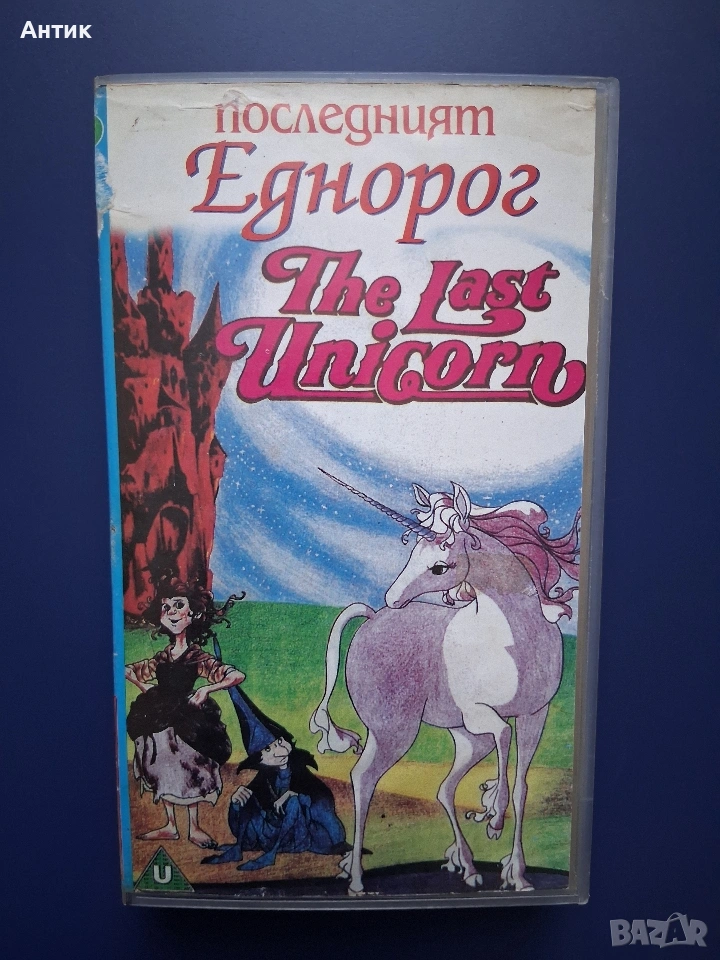 Антик
последният
Еднорог
The Last
Unicorn
U
BAZAR